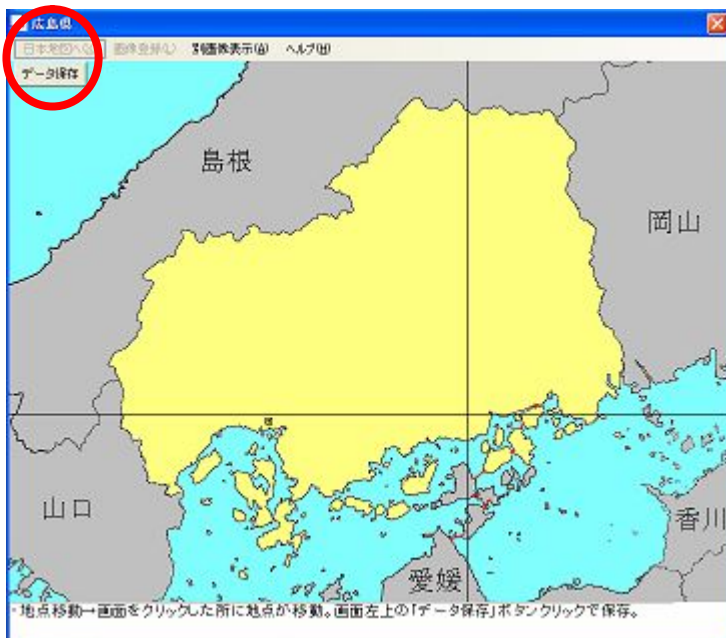 広島県
日本地図へ(J) 画像登録(L) 別画像表示(A) ヘルプ(H)
データ保存
島根
岡山
山口
香川
愛媛
・地点移動→画面をクリックした所に地点が移動。画面左上の「データ保存」ボタンクリックで保存。